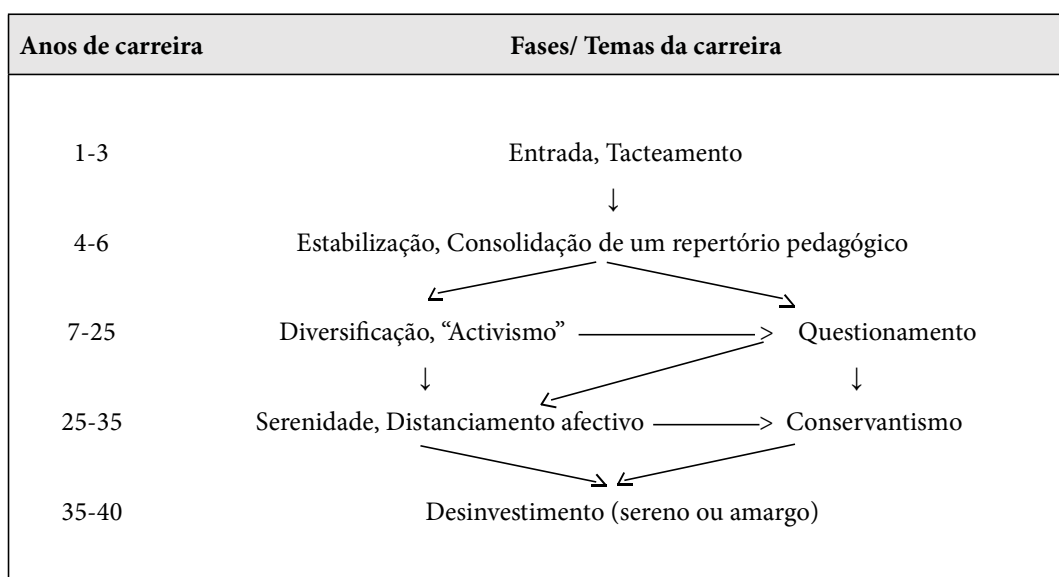 Anos de carreira Fases/ Temas da carreira
1-3 Entrada, Tacteamento
4-6 Estabilização, Consolidação de um repertório pedagógico
7-25 Diversificação, “Activismo” Questionamento
25-35 Serenidade, Distanciamento afectivo Conservantismo
35-40 Desinvestimento (sereno ou amargo)